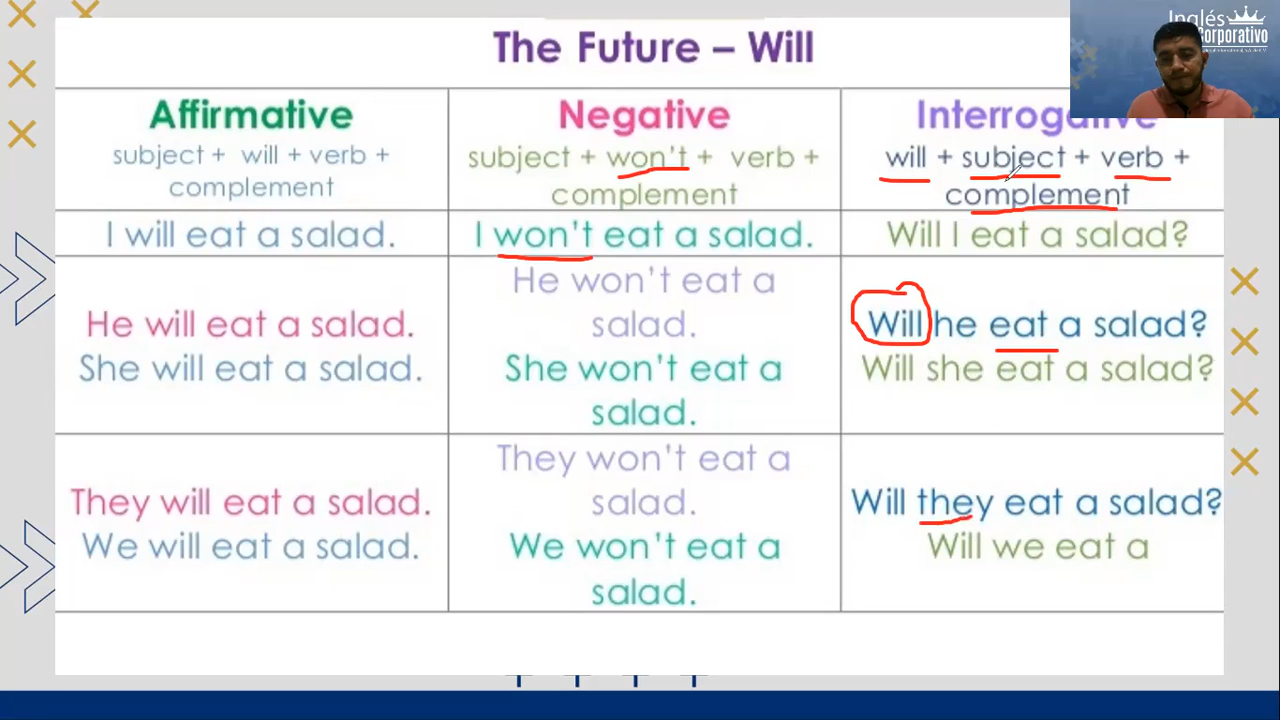 The Future – Will
Inglés
Corporativo
Affirmative
subject + will + verb +
complement
Negative
subject + won't + verb +
complement
Interrogative
will + subject + verb +
complement
I will eat a salad.
I won't eat a salad.
Will I eat a salad?
He will eat a salad.
She will eat a salad.
He won't eat a
salad.
She won't eat a
salad.
Will he eat a salad?
Will she eat a salad?
They will eat a salad.
We will eat a salad.
They won't eat a
salad.
We won't eat a
salad.
Will they eat a salad?
Will we eat a